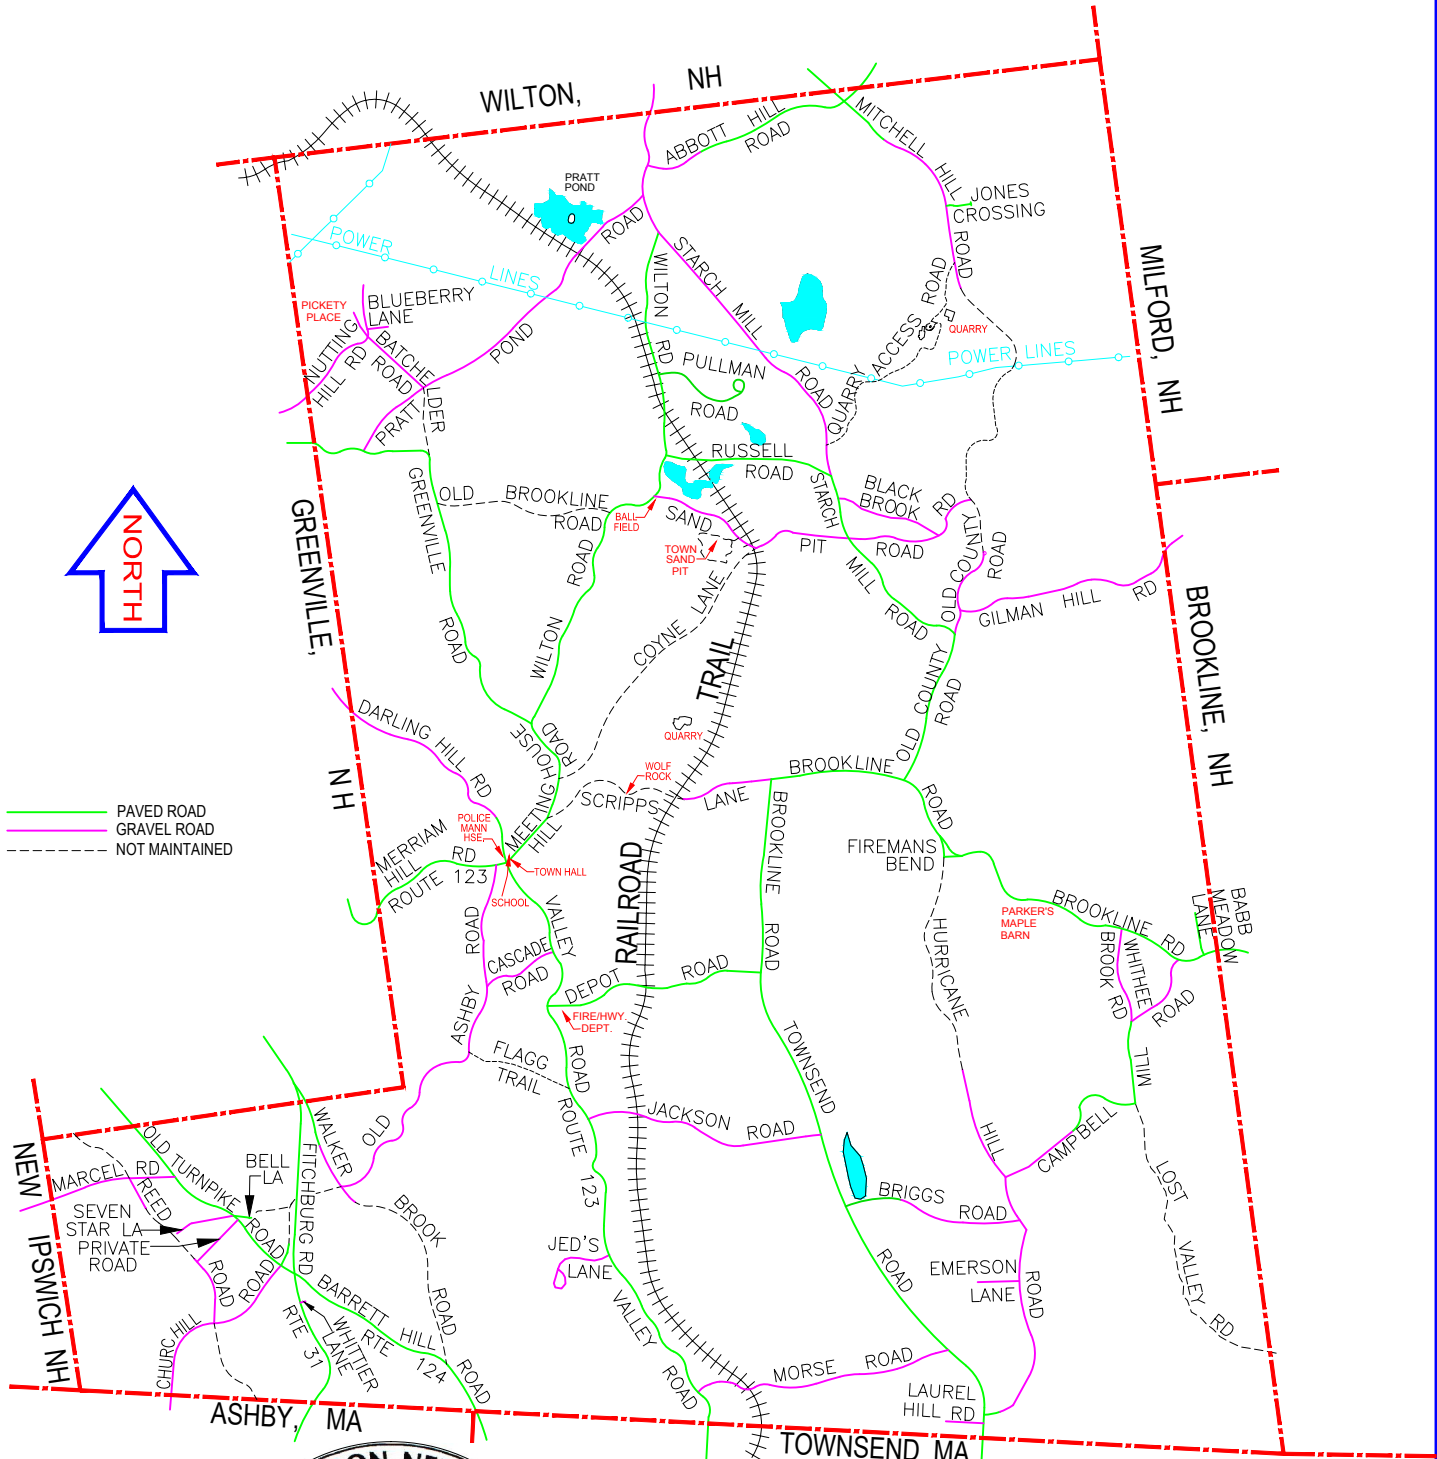 WILTON, NH
PRATT
POND
ABBOTT HILL
ROAD
MITCHELL
HILL
ROAD
JONES
CROSSING
POWER
LINES
ROAD
STARCH MILL
ROAD
WILTON
RD
MILFORD, NH
PICKETY
PLACE
BLUEBERRY
LANE
NUTTING
HILL RD
BATCHELDER
ROAD
POND
PRATT
QUARRY ACCESS ROAD
QUARRY
POWER LINES
PULLMAN
ROAD
RUSSELL
ROAD
GREENVILLE
ROAD
OLD BROOKLINE
ROAD
BALL
FIELD
SAND
PIT
ROAD
TOWN
SAND
PIT
STARCH
MILL
ROAD
BLACK
BROOK
RD
OLD COUNTY
ROAD
GILMAN HILL RD
NORTH
GREENVILLE,
NH
WILTON
ROAD
COYNE LANE
TRAIL
RAILROAD
BROOKLINE, NH
OLD COUNTY
ROAD
DARLING HILL RD
MEETING HOUSE
HILL
ROAD
QUARRY
WOLF
ROCK
SCRIPPS
LANE
BROOKLINE
ROAD
PAVED ROAD
GRAVEL ROAD
NOT MAINTAINED
POLICE
MANN
HSE,
MERRIAM
HILL
RD
ROUTE 123
TOWN HALL
SCHOOL
VALLEY
ROAD
BROOKLINE
ROAD
FIREMANS
BEND
PARKER'S
MAPLE
BARN
BROOKLINE RD
BABB
MEADOW
LANE
HURRICANE
HILL
ROAD
WHITHEE
BROOK RD
ROAD
CASCADE
ROAD
DEPOT
ROAD
FIRE/HWY.
DEPT.
OLD
ASHBY
ROAD
FLAGG
TRAIL
ROUTE
123
TOWNSEND
ROAD
JACKSON
ROAD
MILL
CAMPBELL
LOST
VALLEY
RD
NEW IPSWICH NH
OLD TURNPIKE
ROAD
MARCEL RD
REED
ROAD
BELL
LA
SEVEN
STAR LA
PRIVATE
ROAD
FITCHBURG RD
WALKER
BROOK
ROAD
BARRETT
HILL
ROAD
RTE
124
RTE 31
WHITTIER
LANE
CHURCHILL
ROAD
JED'S
LANE
VALLEY
ROAD
BRIGGS
ROAD
EMERSON
LANE
MORSE ROAD
LAUREL
HILL RD
ASHBY, MA
TOWNSEND MA